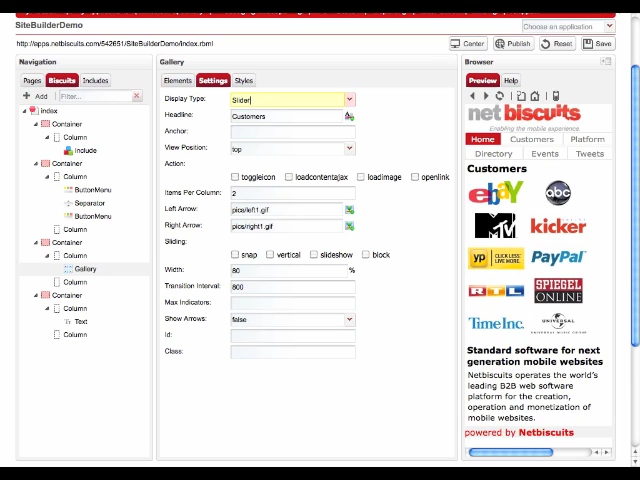 SiteBuilderDemo
Choose an application
http://apps.netbiscuits.com/542651/SiteBuilderDemo/index.rbml
Center
Publish
Reset
Save
Navigation
Pages
Biscuits
Includes
Add
Filter...
index
Container
Column
Include
Container
Column
ButtonMenu
Separator
ButtonMenu
Column
Container
Column
Gallery
Column
Container
Column
Text
Column
Gallery
Elements
Settings
Styles
Display Type: Slider
Headline: Customers
Anchor:
View Position: top
Action:
toggleicon loadcontentajax loadimage openlink
Items Per Column: 2
Left Arrow: pics/left1.gif
Right Arrow: pics/right1.gif
Sliding:
snap vertical slideshow block
Width: 80 %
Transition Interval: 800
Max Indicators:
Show Arrows: false
Id:
Class:
Browser
Preview
Help
netbiscuits
Enabling the mobile experience.
Home Customers Platform
Directory Events Tweets
Customers
ebaY abc
MTV kicker
yp CLICK LESS LIVE MORE. PayPal
RTL SPIEGEL ONLINE
TimeInc. UNIVERSAL
Standard software for next
generation mobile websites
Netbiscuits operates the world's
leading B2B web software
platform for the creation,
operation and monetization of
mobile websites.
powered by Netbiscuits